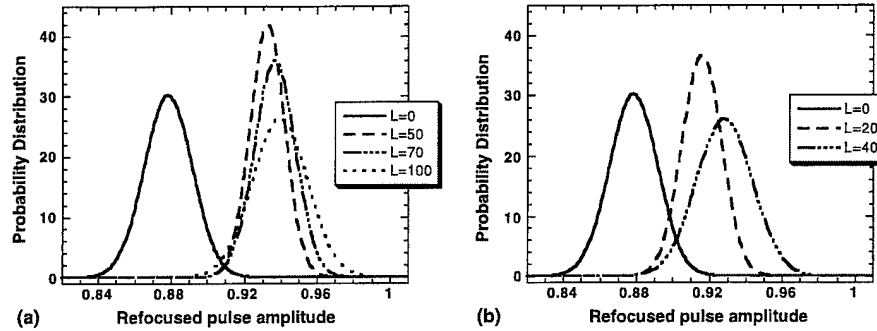 40
30
20
10
0
Probability Distribution
L=0
L=50
L=70
L=100
0.84
0.88
0.92
0.96
1
(a)
Refocused pulse amplitude
40
30
20
10
0
Probability Distribution
L=0
L=20
L=40
0.84
0.88
0.92
0.96
1
(b)
Refocused pulse amplitude